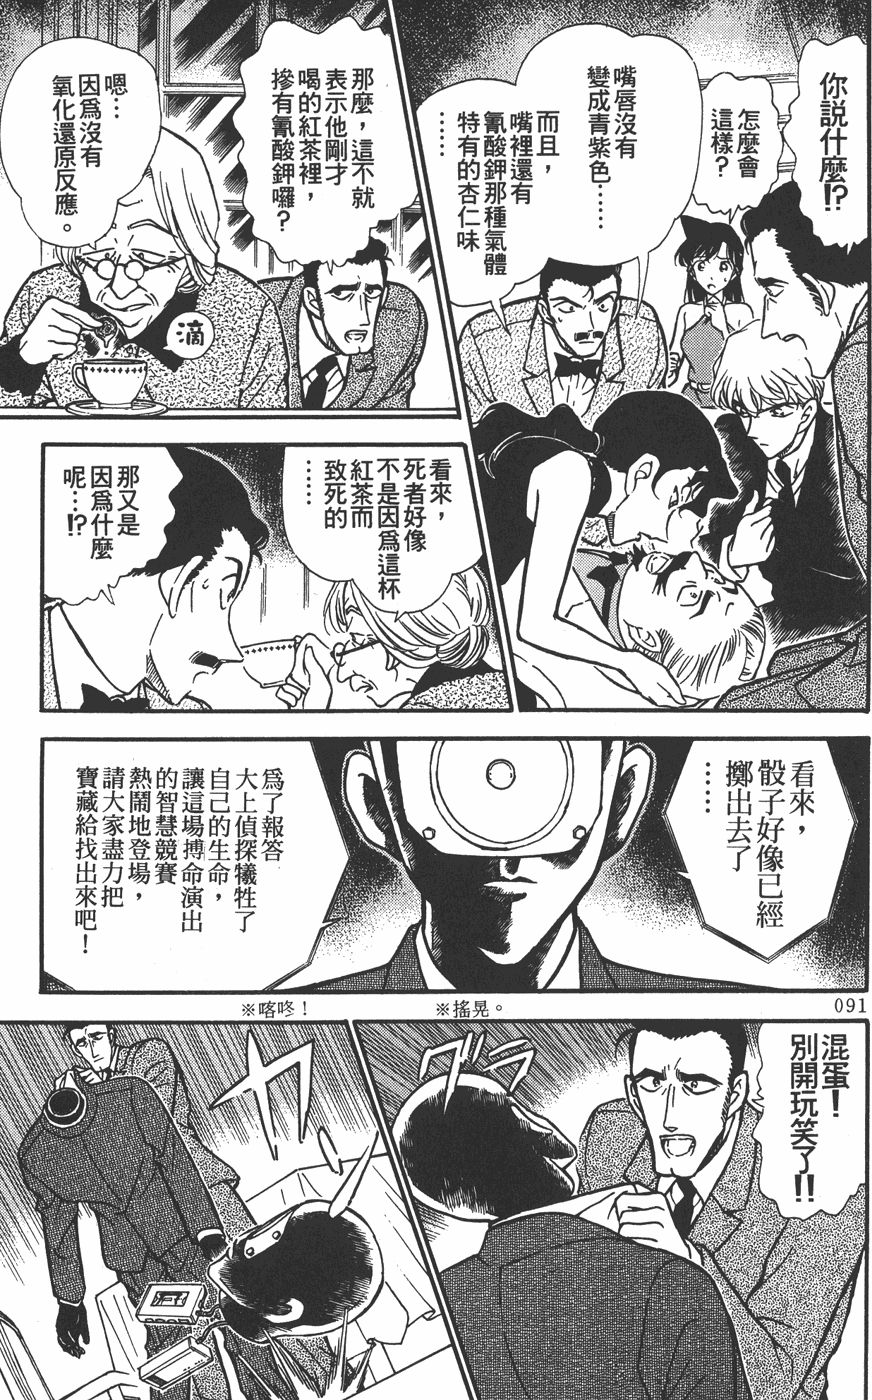 你說什麼!?
怎麼會
這樣?
嘴唇沒有
變成青紫色……
而且，
嘴裡還有
氰酸鉀那種氣體
特有的杏仁味
……
那麼，這不就
表示他剛才
喝的紅茶裡，
摻有氰酸鉀囉?
嗯…
因為沒有
氧化還原反應。
滴
看來，
死者好像
不是因為這杯
紅茶而
致死的
……
那又是
因為什麼
呢…!?
看來，
骰子好像已經
擲出去了
……
為了報答
大上偵探犧牲了
自己的生命，
讓這場搏命演出
的智慧競賽
熱鬧地登場，
請大家盡力把
寶藏給找出來吧!
※搖晃。
※喀咚!
091
混蛋!
別開玩笑了!!
ガクン